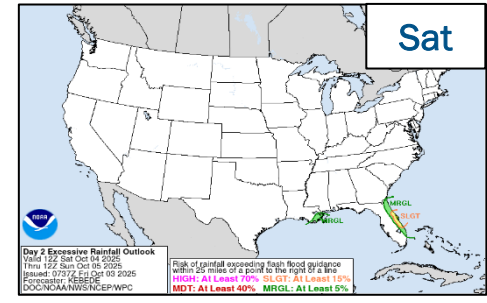 Sat
MRGL
SLGT
MRGL
NOAA
Day 2 Excessive Rainfall Outlook
Valid 12Z Sat Oct 04 2025
Thru 12Z Sun Oct 05 2025
Issued: 0737Z Fri Oct 03 2025
Forecaster: KEBEDE
DOC/NOAA/NWS/NCEP/WPC
Risk of rainfall exceeding flash flood guidance
within 25 miles of a point to the right of a line
HIGH: At Least 70% SLGT: At Least 15%
MDT: At Least 40% MRGL: At Least 5%